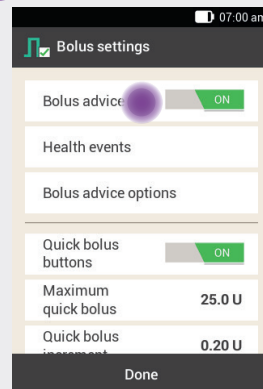 07:00 am
Bolus settings
Bolus advice
ON
Health events
Bolus advice options
Quick bolus
buttons
ON
Maximum
quick bolus
25.0 U
Quick bolus
increment
0.20 U
Done